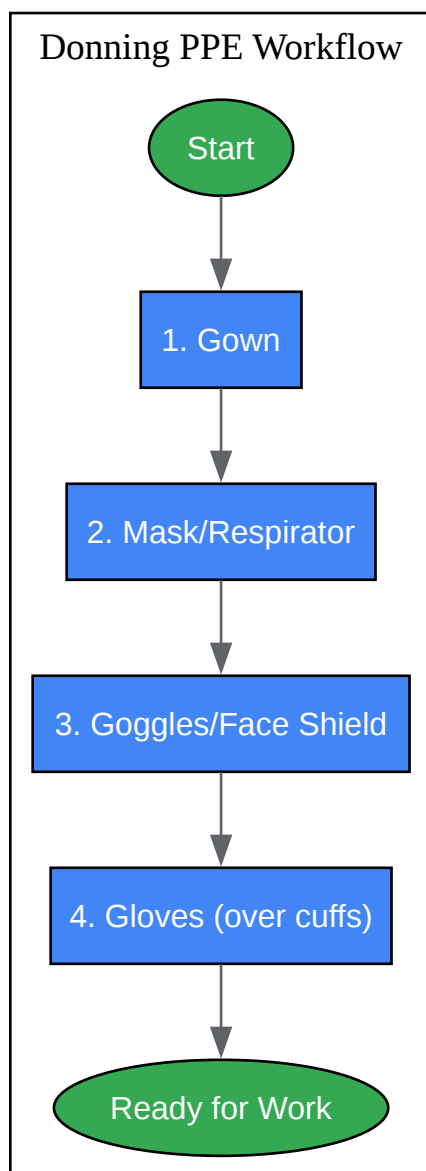 Donning PPE Workflow
Start
1. Gown
2. Mask/Respirator
3. Goggles/Face Shield
4. Gloves (over cuffs)
Ready for Work